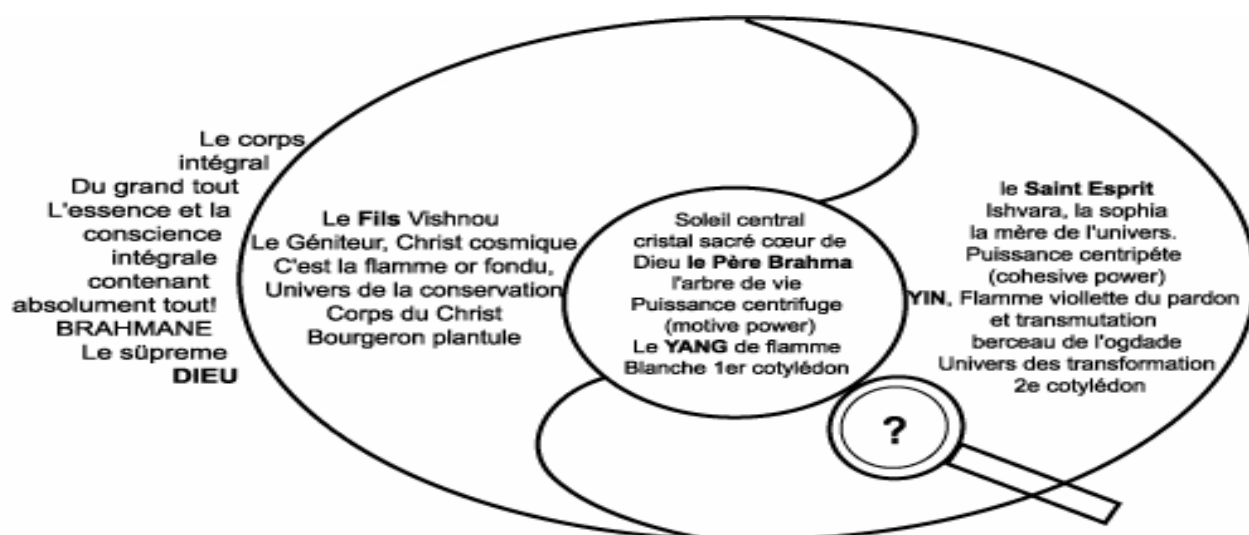 Le corps
intégral
Du grand tout
L'essence et la
conscience
intégrale
contenant
absolument tout!
BRAHMANE
Le süpreme
DIEU
Le Fils Vishnou
Le Géniteur, Christ cosmique
C'est la flamme or fondu,
Univers de la conservation
Corps du Christ
Bourgeron plantule
Soleil central
cristal sacré cœur de
Dieu le Père Brahma
l'arbre de vie
Puissance centrifuge
(motive power)
Le YANG de flamme
Blanche 1er cotylédon
le Saint Esprit
Ishvara, la sophia
la mère de l'univers.
Puissance centripéte
(cohesive power)
YIN, Flamme viollette du pardon
et transmutation
berceau de l'ogdade
Univers des transformation
2e cotylédon
?